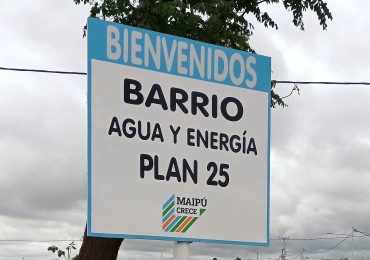 BIENVENIDOS
BARRIO
AGUA Y ENERGÍA
PLAN 25
MAIPÚ
CRECE